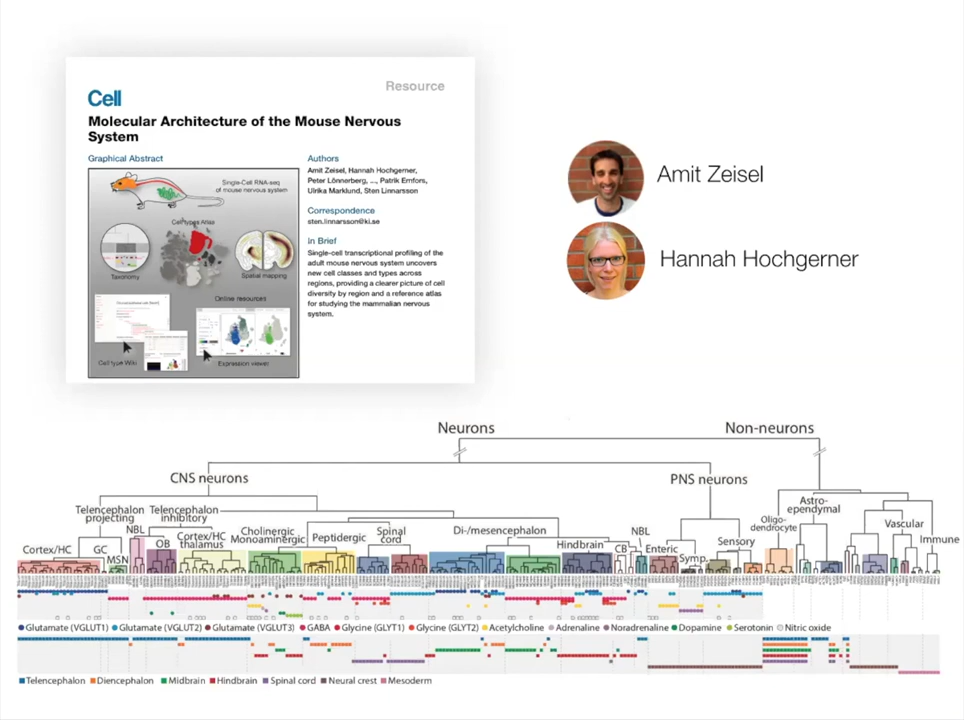 Resource
Cell
Molecular Architecture of the Mouse Nervous
System
Graphical Abstract
Single-Cell RNA-seq
of mouse nervous system
Cell types Atlas
Taxonomy
Spatial mapping
Online resources
Cell type Wiki
Expression viewer
Authors
Amit Zeisel, Hannah Hochgerner,
Peter Lönnerberg, ..., Patrik Ernfors,
Ulrika Marklund, Sten Linnarsson
Correspondence
sten.linnarsson@ki.se
In Brief
Single-cell transcriptional profiling of the
adult mouse nervous system uncovers
new cell classes and types across
regions, providing a clearer picture of cell
diversity by region and a reference atlas
for studying the mammalian nervous
system.
Amit Zeisel
Hannah Hochgerner
Neurons
Non-neurons
CNS neurons
PNS neurons
Telencephalon
projecting
Telencephalon
inhibitory
Cortex/HC
GC
MSN
NBL
OB
Cortex/HC
thalamus
Cholinergic
Monoaminergic
Peptidergic
Spinal
cord
Di-/mesencephalon
Hindbrain
CB
NBL
Enteric
Symp.
Sensory
Oligo-
dendrocyte
Astro-
ependymal
Vascular
Immune
Glutamate (VGLUT1) Glutamate (VGLUT2) Glutamate (VGLUT3) GABA Glycine (GLYT1) Glycine (GLYT2) Acetylcholine Adrenaline Noradrenaline Dopamine Serotonin Nitric oxide
Telencephalon Diencephalon Midbrain Hindbrain Spinal cord Neural crest Mesoderm